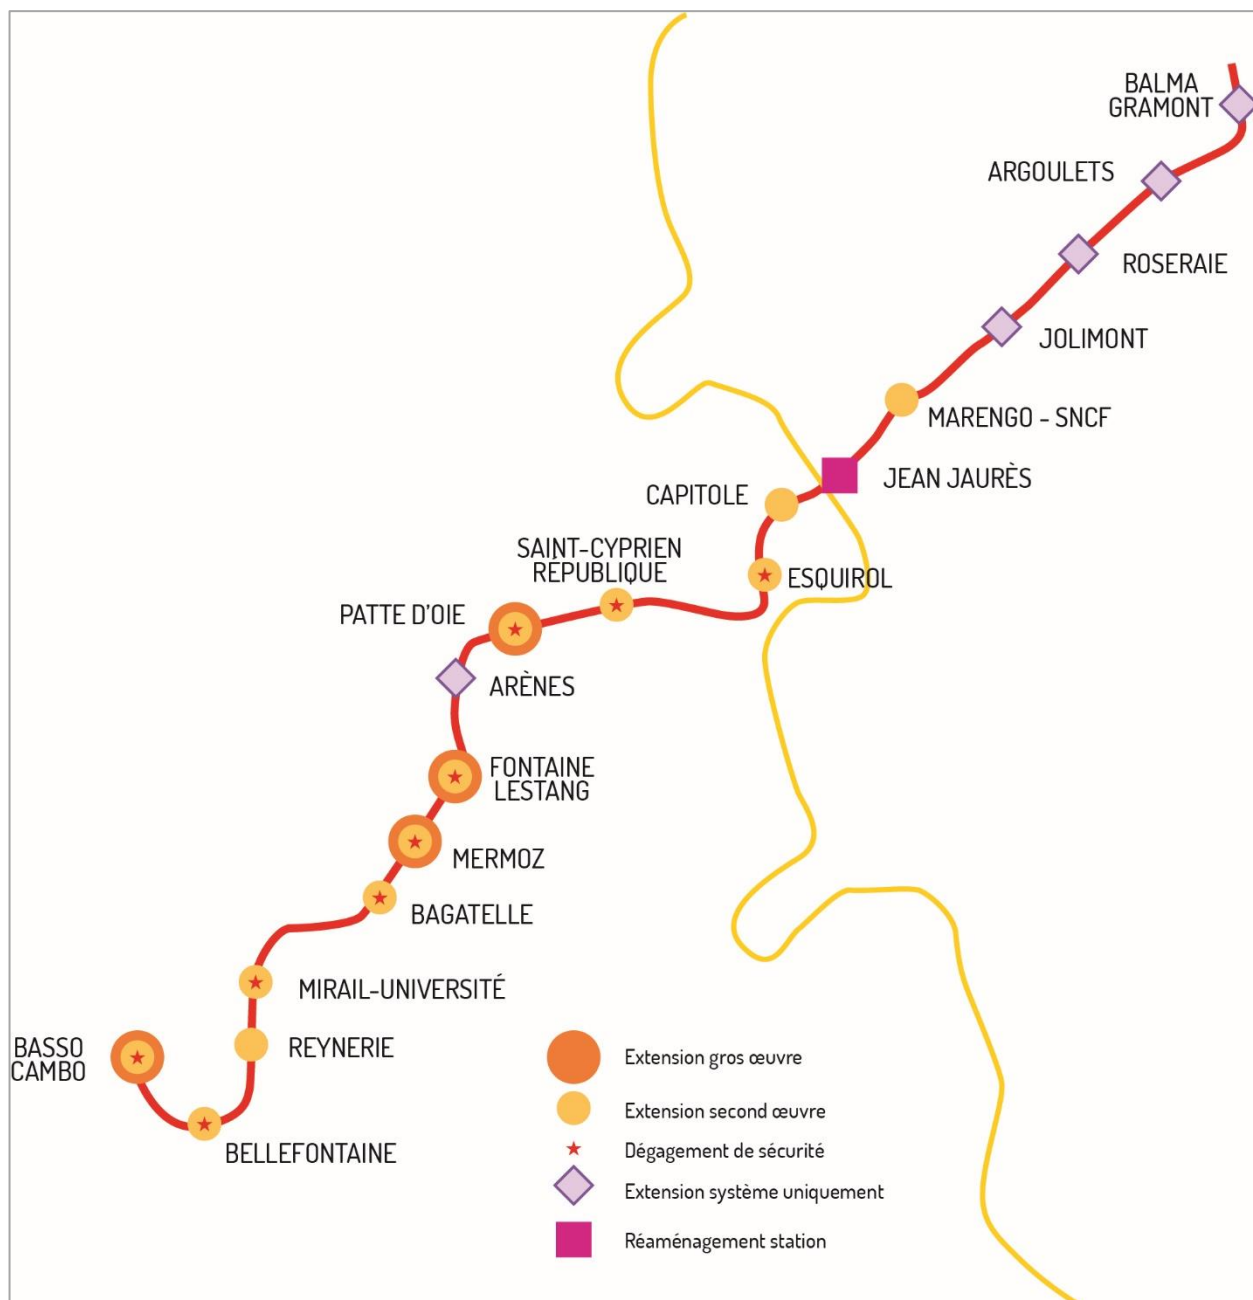 BALMA
GRAMONT
ARGOULETS
ROSERAIE
JOLIMONT
MARENGO - SNCF
JEAN JAURÈS
CAPITOLE
SAINT-CYPRIEN
RÉPUBLIQUE
ESQUIROL
PATTE D'OIE
ARÈNES
FONTAINE
LESTANG
MERMOZ
BAGATELLE
MIRAIL-UNIVERSITÉ
REYNERIE
BASSO
CAMBO
BELLEFONTAINE
Extension gros œuvre
Extension second œuvre
Dégagement de sécurité
Extension système uniquement
Réaménagement station